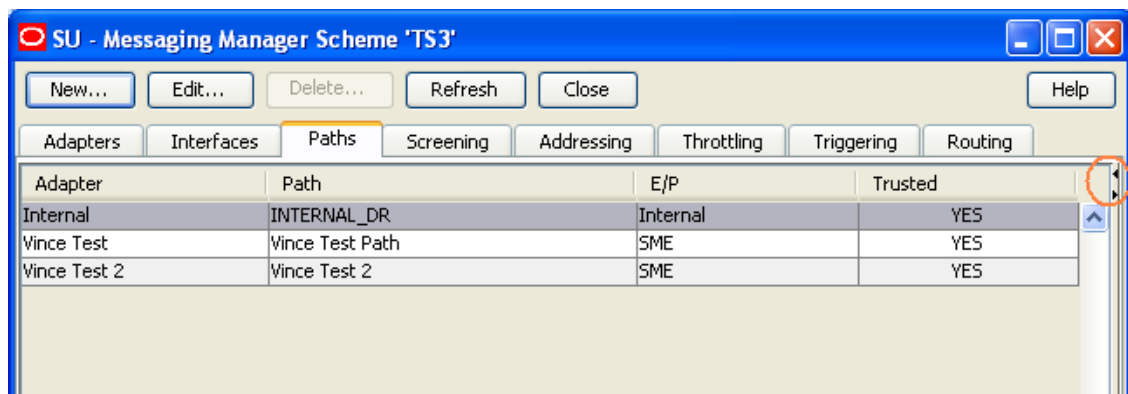 SU - Messaging Manager Scheme 'TS3'
New... Edit... Delete... Refresh Close Help
Adapters Interfaces Paths Screening Addressing Throttling Triggering Routing
Adapter Path E/P Trusted
Internal INTERNAL_DR Internal YES
Vince Test Vince Test Path SME YES
Vince Test 2 Vince Test 2 SME YES